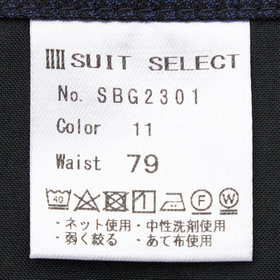 SUIT SELECT
No. SBG2301
Color 11
Waist 79
40 P W
・ネット使用・中性洗剤使用
・弱く絞る ・あて布使用